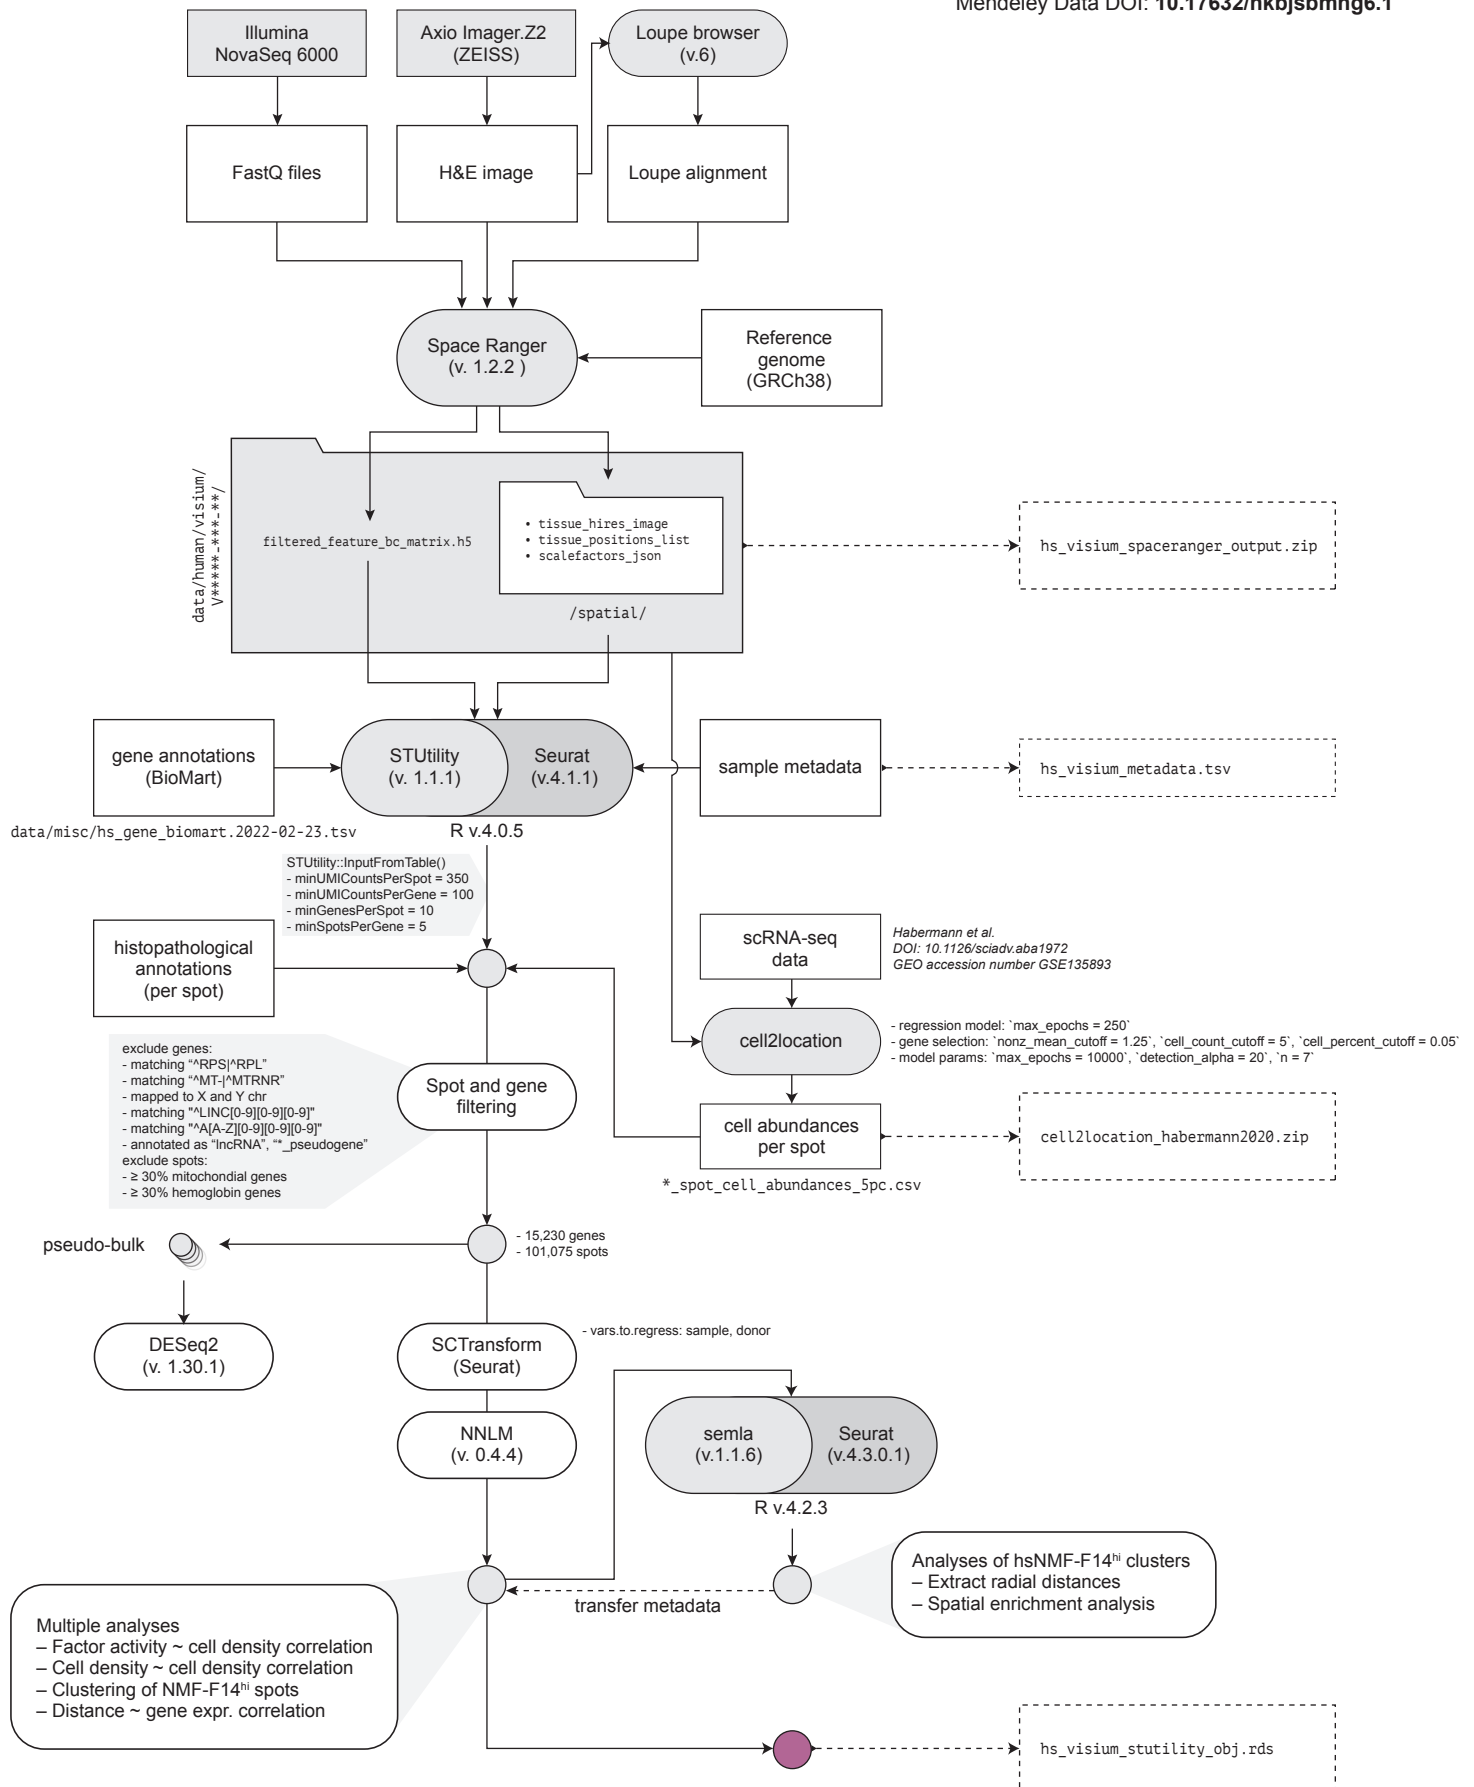 Mendeley Data DOI: 10.17632/nkbjsbmhg6.1
Illumina
NovaSeq 6000
Axio Imager.Z2
(ZEISS)
Loupe browser
(v.6)
FastQ files
H&E image
Loupe alignment
Space Ranger
(v. 1.2.2 )
Reference
genome
(GRCh38)
data/human/visium/
V*****-***-**/
filtered_feature_bc_matrix.h5
• tissue_hires_image
• tissue_positions_list
• scalefactors_json
/spatial/
hs_visium_spaceranger_output.zip
gene annotations
(BioMart)
data/misc/hs_gene_biomart.2022-02-23.tsv
STUtility
(v. 1.1.1)
Seurat
(v.4.1.1)
R v.4.0.5
sample metadata
hs_visium_metadata.tsv
STUtility::InputFromTable()
- minUMICountsPerSpot = 350
- minUMICountsPerGene = 100
- minGenesPerSpot = 10
- minSpotsPerGene = 5
histopathological
annotations
(per spot)
scRNA-seq
data
Habermann et al.
DOI: 10.1126/sciadv.aba1972
GEO accession number GSE135893
cell2location
- regression model: `max_epochs = 250`
- gene selection: `nonz_mean_cutoff = 1.25`, `cell_count_cutoff = 5`, `cell_percent_cutoff = 0.05`
- model params: `max_epochs = 10000`, `detection_alpha = 20`, `n = 7`
exclude genes:
- matching “^RPS|^RPL”
- matching “^MT-|^MTRNR”
- mapped to X and Y chr
- matching "^LINC[0-9][0-9][0-9]"
- matching "^A[A-Z][0-9][0-9][0-9]"
- annotated as “lncRNA”, “*_pseudogene”
exclude spots:
- ≥ 30% mitochondial genes
- ≥ 30% hemoglobin genes
Spot and gene
filtering
cell abundances
per spot
*_spot_cell_abundances_5pc.csv
cell2location_habermann2020.zip
pseudo-bulk
- 15,230 genes
- 101,075 spots
DESeq2
(v. 1.30.1)
SCTransform
(Seurat)
- vars.to.regress: sample, donor
NNLM
(v. 0.4.4)
semla
(v.1.1.6)
Seurat
(v.4.3.0.1)
R v.4.2.3
Analyses of hsNMF-F14hi clusters
– Extract radial distances
– Spatial enrichment analysis
transfer metadata
Multiple analyses
– Factor activity ~ cell density correlation
– Cell density ~ cell density correlation
– Clustering of NMF-F14hi spots
– Distance ~ gene expr. correlation
hs_visium_stutility_obj.rds